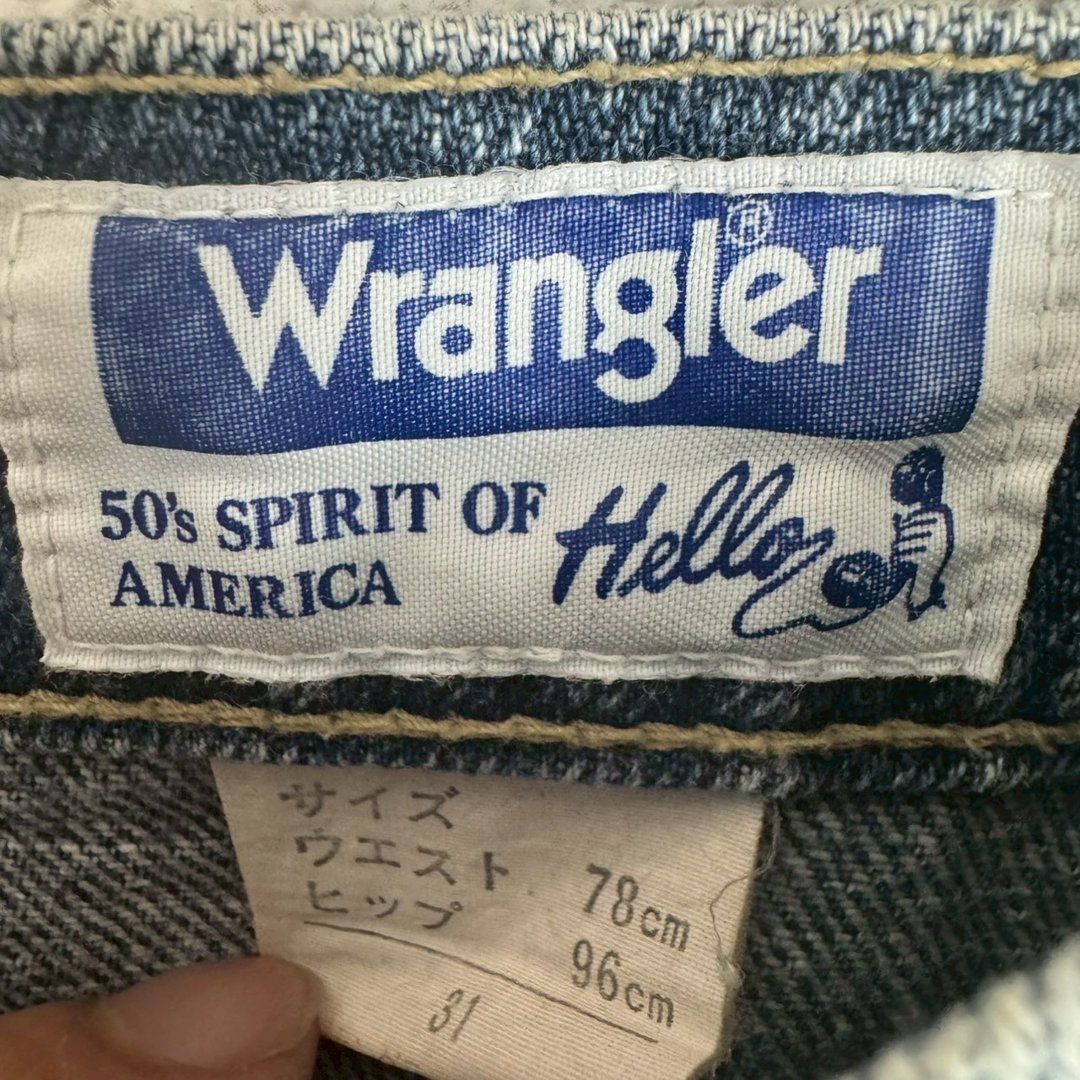 Wrangler®
50's SPIRIT OF
AMERICA
Hello
サイズ
ウエスト 78cm
ヒップ 96cm
31